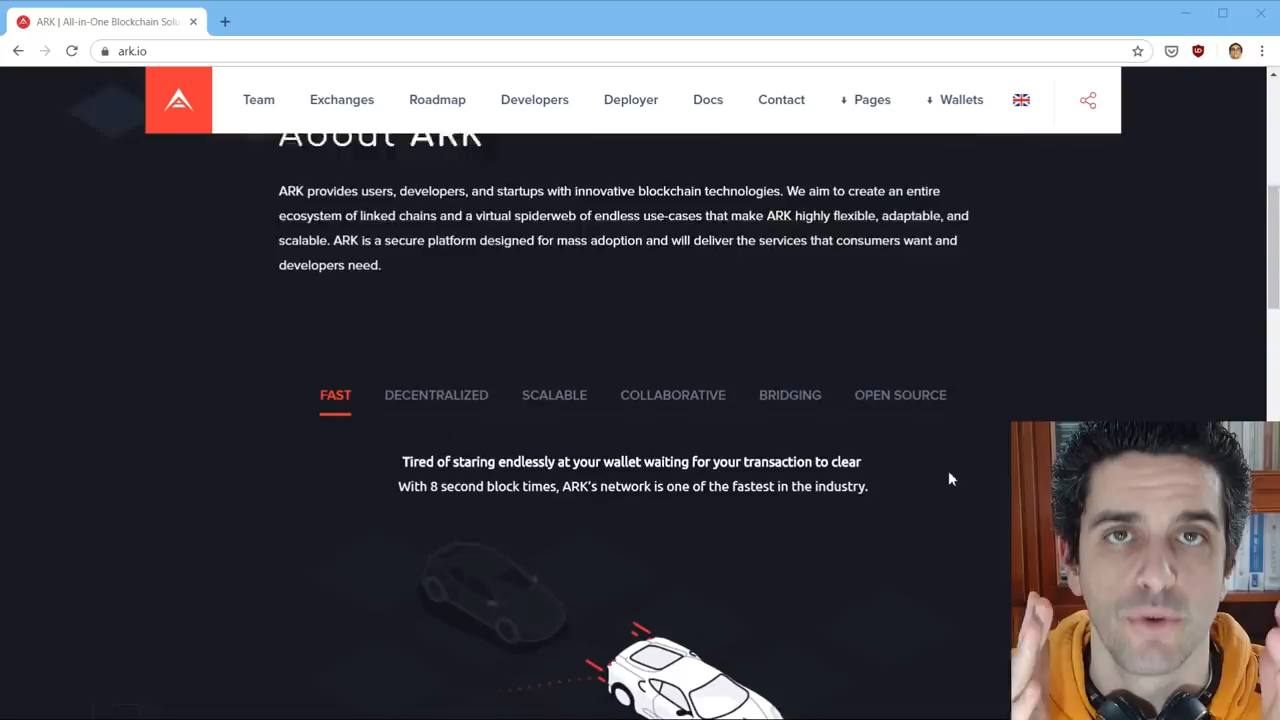 ARK | All-in-One Blockchain Solu
ark.io
Team Exchanges Roadmap Developers Deployer Docs Contact Pages Wallets
About ARK
ARK provides users, developers, and startups with innovative blockchain technologies. We aim to create an entire
ecosystem of linked chains and a virtual spiderweb of endless use-cases that make ARK highly flexible, adaptable, and
scalable. ARK is a secure platform designed for mass adoption and will deliver the services that consumers want and
developers need.
FAST DECENTRALIZED SCALABLE COLLABORATIVE BRIDGING OPEN SOURCE
Tired of staring endlessly at your wallet waiting for your transaction to clear
With 8 second block times, ARK's network is one of the fastest in the industry.